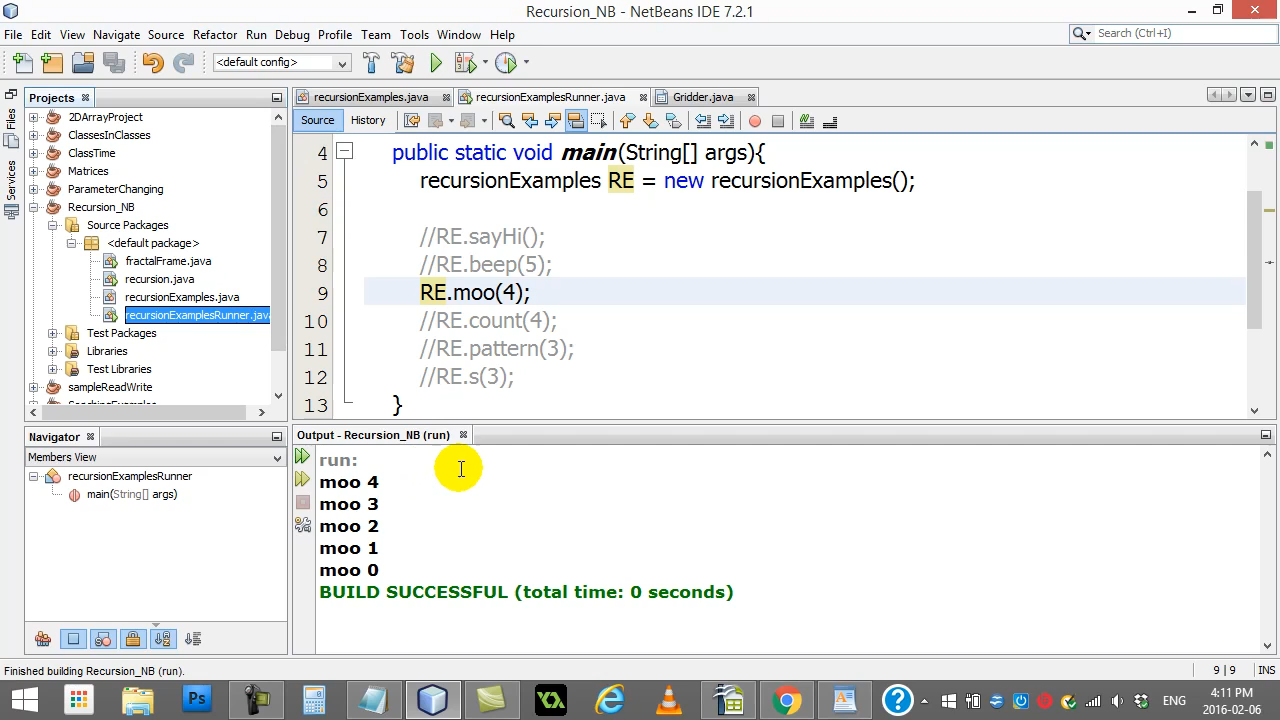 Recursion_NB - NetBeans IDE 7.2.1
File Edit View Navigate Source Refactor Run Debug Profile Team Tools Window Help
Search (Ctrl+I)
<default config>
Files
Services
Projects
2DArrayProject
ClassesInClasses
ClassTime
Matrices
ParameterChanging
Recursion_NB
Source Packages
<default package>
fractalFrame.java
recursion.java
recursionExamples.java
recursionExamplesRunner.java
Test Packages
Libraries
Test Libraries
sampleReadWrite
recursionExamples.java recursionExamplesRunner.java Gridder.java
Source History
4 public static void main(String[] args){
5 recursionExamples RE = new recursionExamples();
6
7 //RE.sayHi();
8 //RE.beep(5);
9 RE.moo(4);
10 //RE.count(4);
11 //RE.pattern(3);
12 //RE.s(3);
13 }
Navigator
Members View
recursionExamplesRunner
main(String[] args)
Output - Recursion_NB (run)
run:
moo 4
moo 3
moo 2
moo 1
moo 0
BUILD SUCCESSFUL (total time: 0 seconds)
Finished building Recursion_NB (run).
9 | 9 INS
Ps
ENG
4:11 PM
2016-02-06